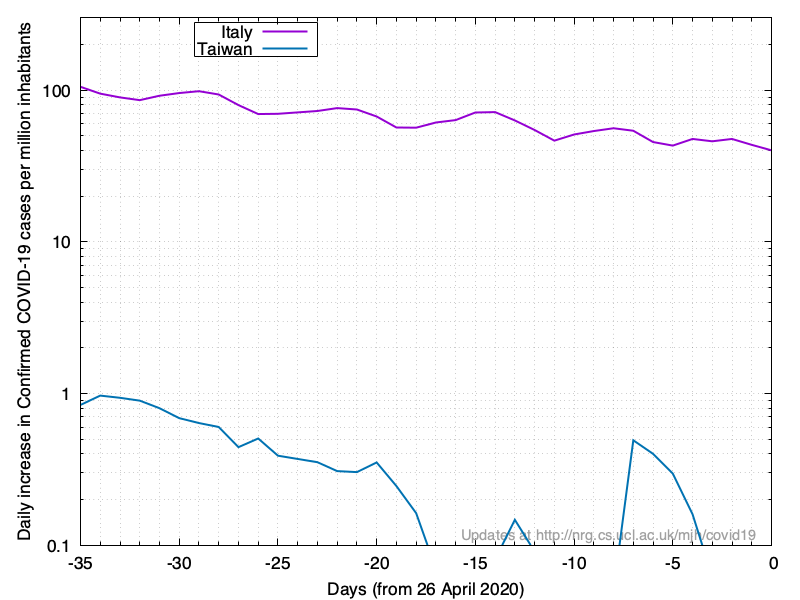 Italy
Taiwan
Daily increase in Confirmed COVID-19 cases per million inhabitants
100
10
1
0.1
Updates at http://nrg.cs.ucl.ac.uk/mjh/covid19
-35 -30 -25 -20 -15 -10 -5 0
Days (from 26 April 2020)